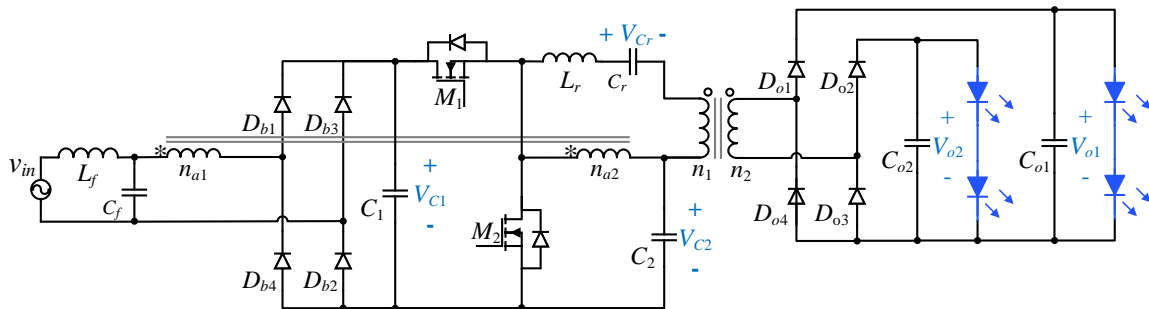 + V_Cr -
M_1
L_r
C_r
D_o1
D_o2
D_b1
D_b3
v_in
L_f
*
n_a1
*
n_a2
n_1
n_2
C_f
C_1
+
V_C1
-
M_2
C_2
+
V_C2
-
D_o4
D_o3
C_o2
+
V_o2
-
C_o1
+
V_o1
-
D_b4
D_b2